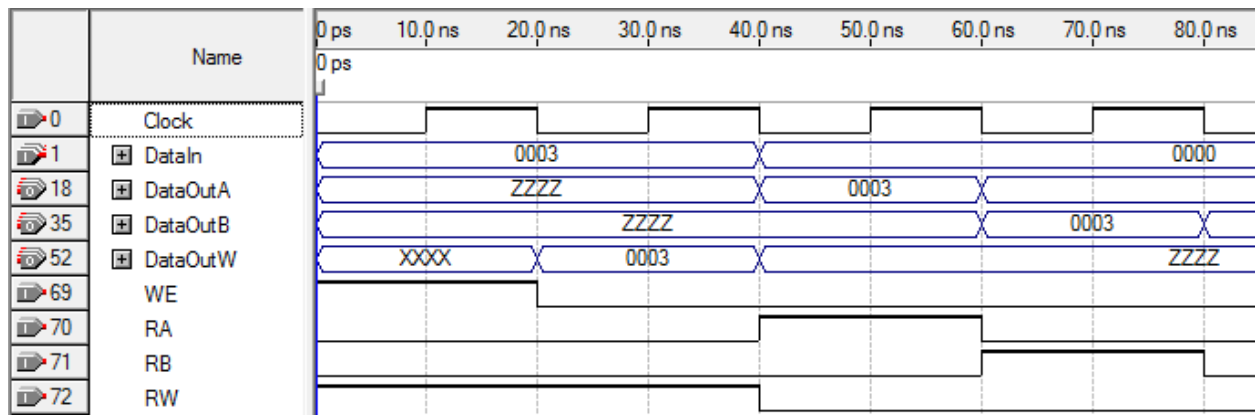 Name 0 ps 10.0 ns 20.0 ns 30.0 ns 40.0 ns 50.0 ns 60.0 ns 70.0 ns 80.0 ns
0 ps
0 Clock
1 DataIn 0003 0000
18 DataOutA ZZZZ 0003
35 DataOutB ZZZZ 0003
52 DataOutW XXXX 0003 ZZZZ
69 WE
70 RA
71 RB
72 RW